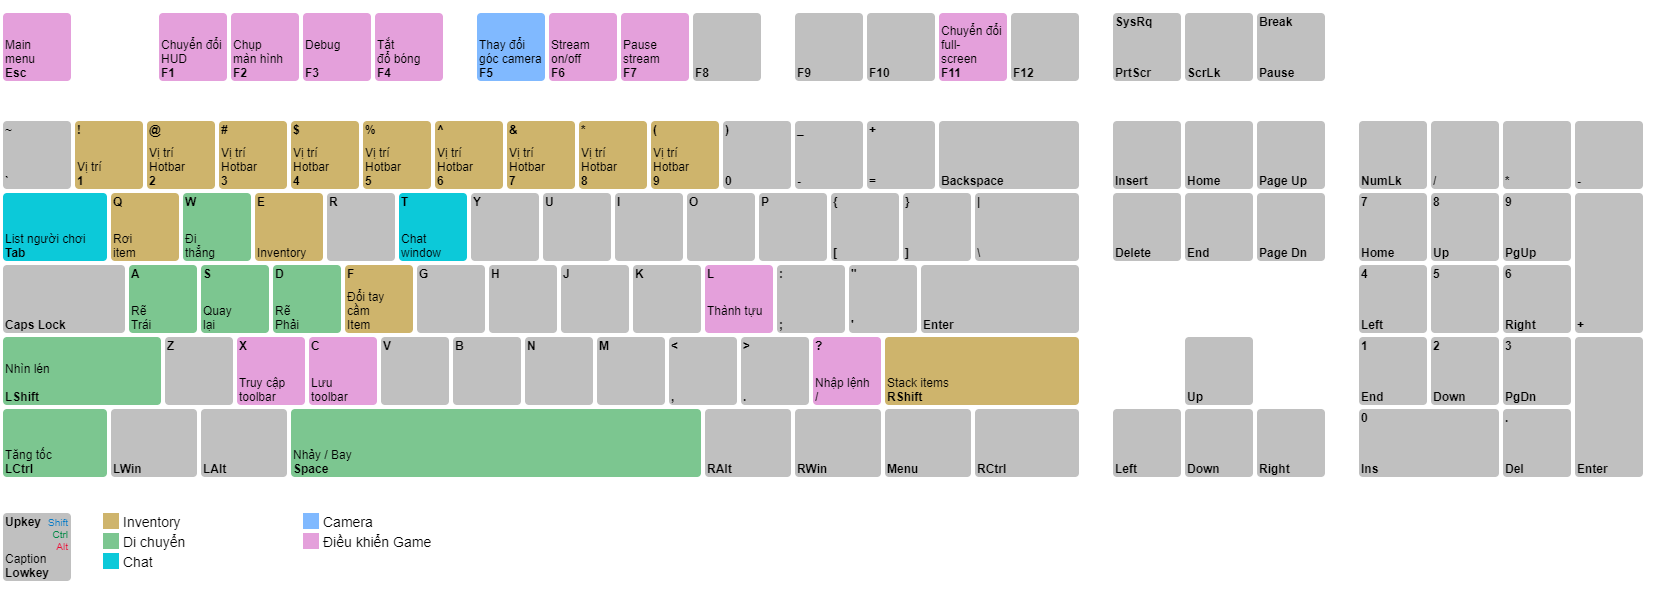 Main
menu
Esc
Chuyển đổi
HUD
F1
Chụp
màn hình
F2
Debug
F3
Tắt
đổ bóng
F4
Thay đổi
góc camera
F5
Stream
on/off
F6
Pause
stream
F7
F8
F9
F10
Chuyển đổi
full-
screen
F11
F12
SysRq
PrtScr
ScrLk
Break
Pause
~
`
!
Vị trí
1
@
Vị trí
Hotbar
2
#
Vị trí
Hotbar
3
$
Vị trí
Hotbar
4
%
Vị trí
Hotbar
5
^
Vị trí
Hotbar
6
&
Vị trí
Hotbar
7
*
Vị trí
Hotbar
8
(
Vị trí
Hotbar
9
)
0
_
-
+
=
Backspace
Insert
Home
Page Up
NumLk
/
*
-
List người chơi
Tab
Q
Rơi
item
W
Đi
thẳng
E
Inventory
R
T
Chat
window
Y
U
I
O
P
{
[
}
]
|
\
Delete
End
Page Dn
7
Home
8
Up
9
PgUp
+
Caps Lock
A
Rẽ
Trái
S
Quay
lại
D
Rẽ
Phải
F
Đổi tay
cầm
Item
G
H
J
K
L
Thành tựu
:
;
"
'
Enter
4
Left
5
6
Right
Nhìn lén
LShift
Z
X
Truy cập
toolbar
C
Lưu
toolbar
V
B
N
M
<
,
>
.
?
Nhập lệnh
/
Stack items
RShift
Up
1
End
2
Down
3
PgDn
Enter
Tăng tốc
LCtrl
LWin
LAlt
Nhảy / Bay
Space
RAlt
RWin
Menu
RCtrl
Left
Down
Right
0
Ins
.
Del
Upkey
Shift
Ctrl
Alt
Caption
Lowkey
Inventory
Di chuyển
Chat
Camera
Điều khiển Game